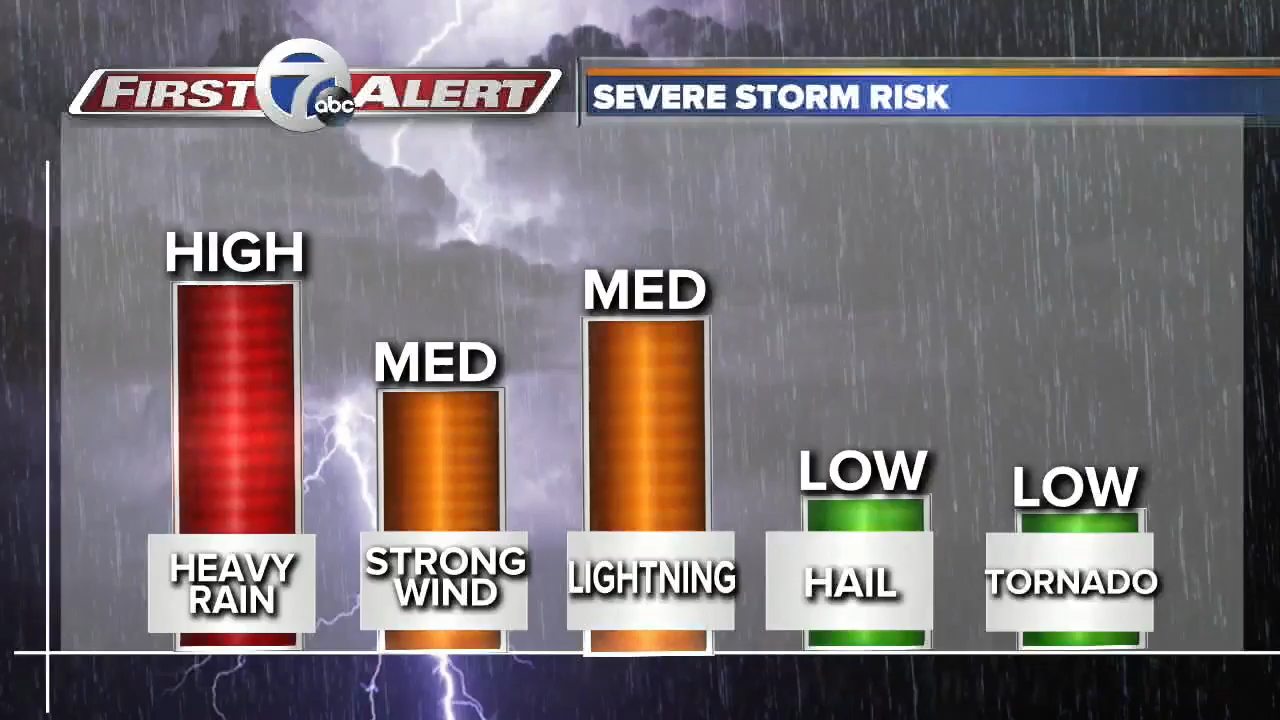 FIRST 7 abc ALERT
SEVERE STORM RISK
HIGH
MED
MED
LOW
LOW
HEAVY
RAIN
STRONG
WIND
LIGHTNING
HAIL
TORNADO